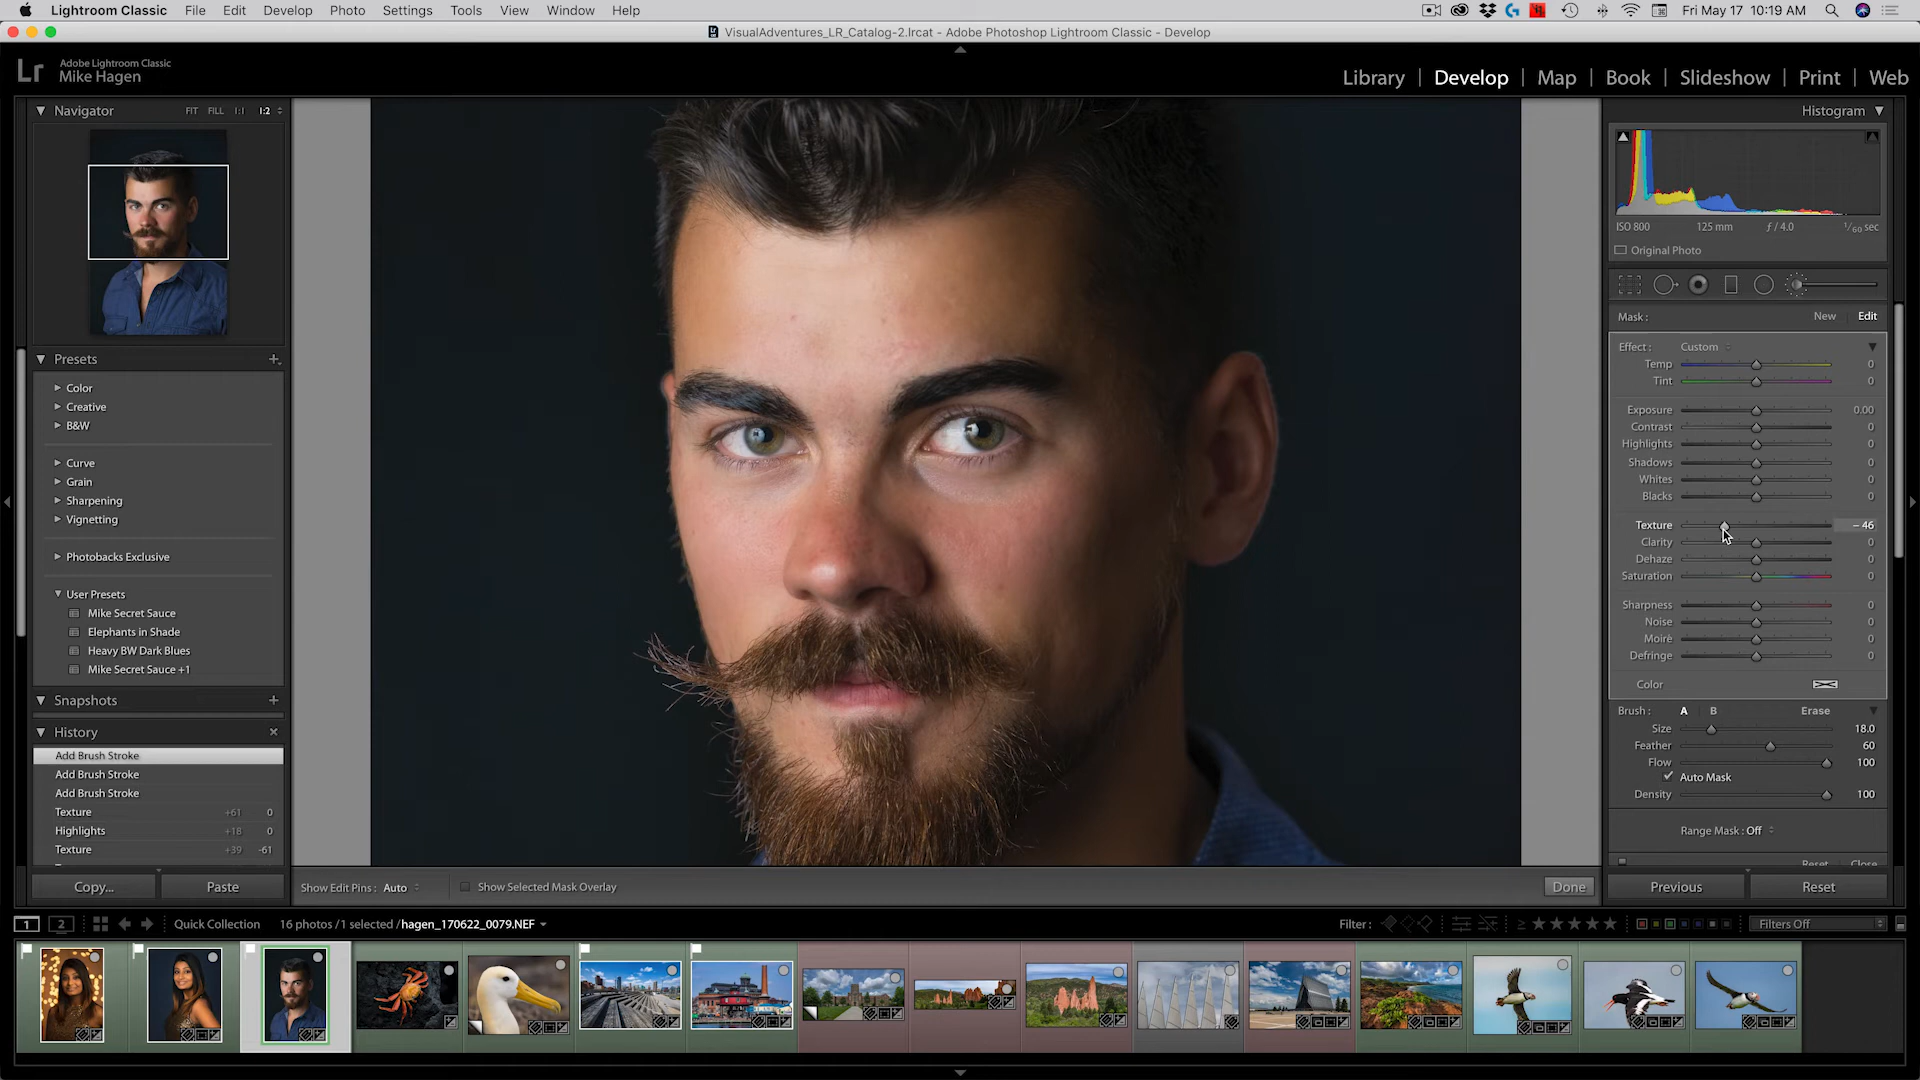 Lightroom Classic File Edit Develop Photo Settings Tools View Window Help Fri May 17 10:19 AM
VisualAdventures_LR_Catalog-2.lrcat - Adobe Photoshop Lightroom Classic - Develop
Lr Adobe Lightroom Classic
Mike Hagen
Library | Develop | Map | Book | Slideshow | Print | Web
Navigator FIT FILL 1:1 1:2
Presets +
Color
Creative
B&W
Curve
Grain
Sharpening
Vignetting
Photobacks Exclusive
User Presets
Mike Secret Sauce
Elephants in Shade
Heavy BW Dark Blues
Mike Secret Sauce +1
Snapshots +
History ×
Add Brush Stroke
Add Brush Stroke
Add Brush Stroke
Texture +61 0
Highlights +18 0
Texture +39 -61
Copy... Paste
Show Edit Pins : Auto Show Selected Mask Overlay Done
Histogram
ISO 800 125 mm ƒ / 4.0 1/60 sec
Original Photo
Mask : New Edit
Effect : Custom
Temp 0
Tint 0
Exposure 0.00
Contrast 0
Highlights 0
Shadows 0
Whites 0
Blacks 0
Texture – 46
Clarity 0
Dehaze 0
Saturation 0
Sharpness 0
Noise 0
Moiré 0
Defringe 0
Color
Brush : A B Erase
Size 18.0
Feather 60
Flow 100
Auto Mask
Density 100
Range Mask : Off
Reset Close
Previous Reset
1 2 Quick Collection 16 photos /1 selected /hagen_170622_0079.NEF Filter : ≥ ★★★★★ Filters Off